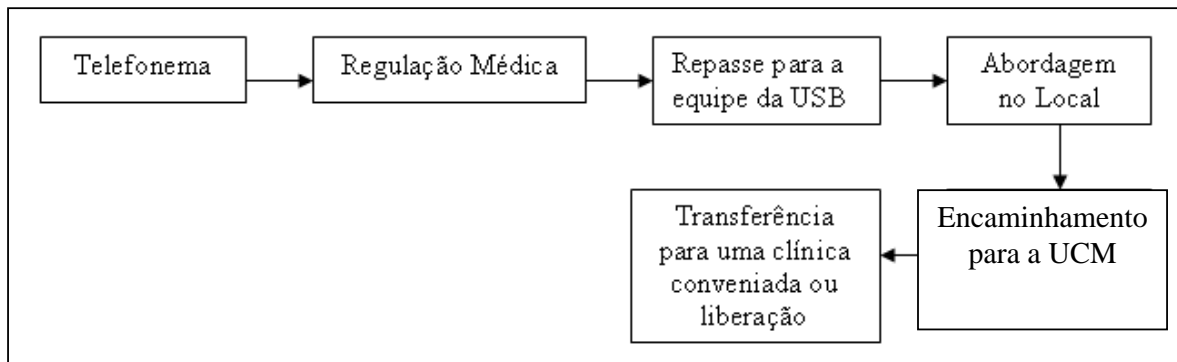 Telefonema
Regulação Médica
Repasse para a
equipe da USB
Abordagem
no Local
Encaminhamento
para a UCM
Transferência
para uma clínica
conveniada ou
liberação